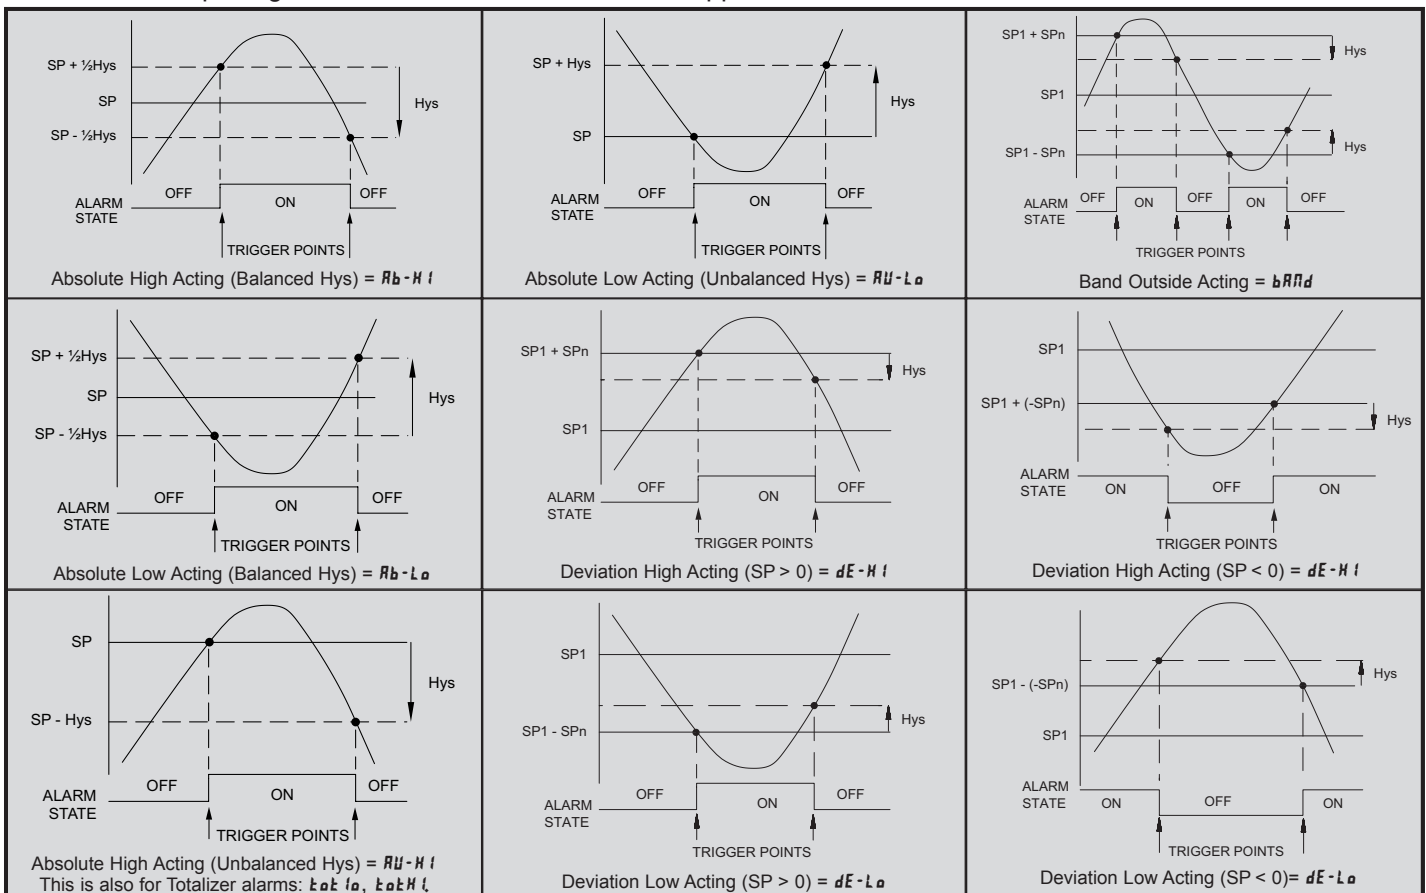 SP + ½Hys
SP
SP - ½Hys
Hys
ALARM STATE
OFF
ON
OFF
TRIGGER POINTS
Absolute High Acting (Balanced Hys) = Ab-HI
SP + Hys
SP
Hys
ALARM STATE
OFF
ON
OFF
TRIGGER POINTS
Absolute Low Acting (Unbalanced Hys) = AU-Lo
SP1 + SPn
SP1
SP1 - SPn
Hys
Hys
ALARM STATE
OFF
ON
OFF
ON
OFF
TRIGGER POINTS
Band Outside Acting = bANd
SP + ½Hys
SP
SP - ½Hys
Hys
ALARM STATE
OFF
ON
OFF
TRIGGER POINTS
Absolute Low Acting (Balanced Hys) = Ab-Lo
SP1 + SPn
SP1
Hys
ALARM STATE
OFF
ON
OFF
TRIGGER POINTS
Deviation High Acting (SP > 0) = dE-HI
SP1
SP1 + (-SPn)
Hys
ALARM STATE
ON
OFF
ON
TRIGGER POINTS
Deviation High Acting (SP < 0) = dE-HI
SP
SP - Hys
Hys
ALARM STATE
OFF
ON
OFF
TRIGGER POINTS
Absolute High Acting (Unbalanced Hys) = AU-HI
This is also for Totalizer alarms: totlo, totHI.
SP1
SP1 - SPn
Hys
ALARM STATE
OFF
ON
OFF
TRIGGER POINTS
Deviation Low Acting (SP > 0) = dE-Lo
SP1 - (-SPn)
SP1
Hys
ALARM STATE
ON
OFF
ON
TRIGGER POINTS
Deviation Low Acting (SP < 0)= dE-Lo